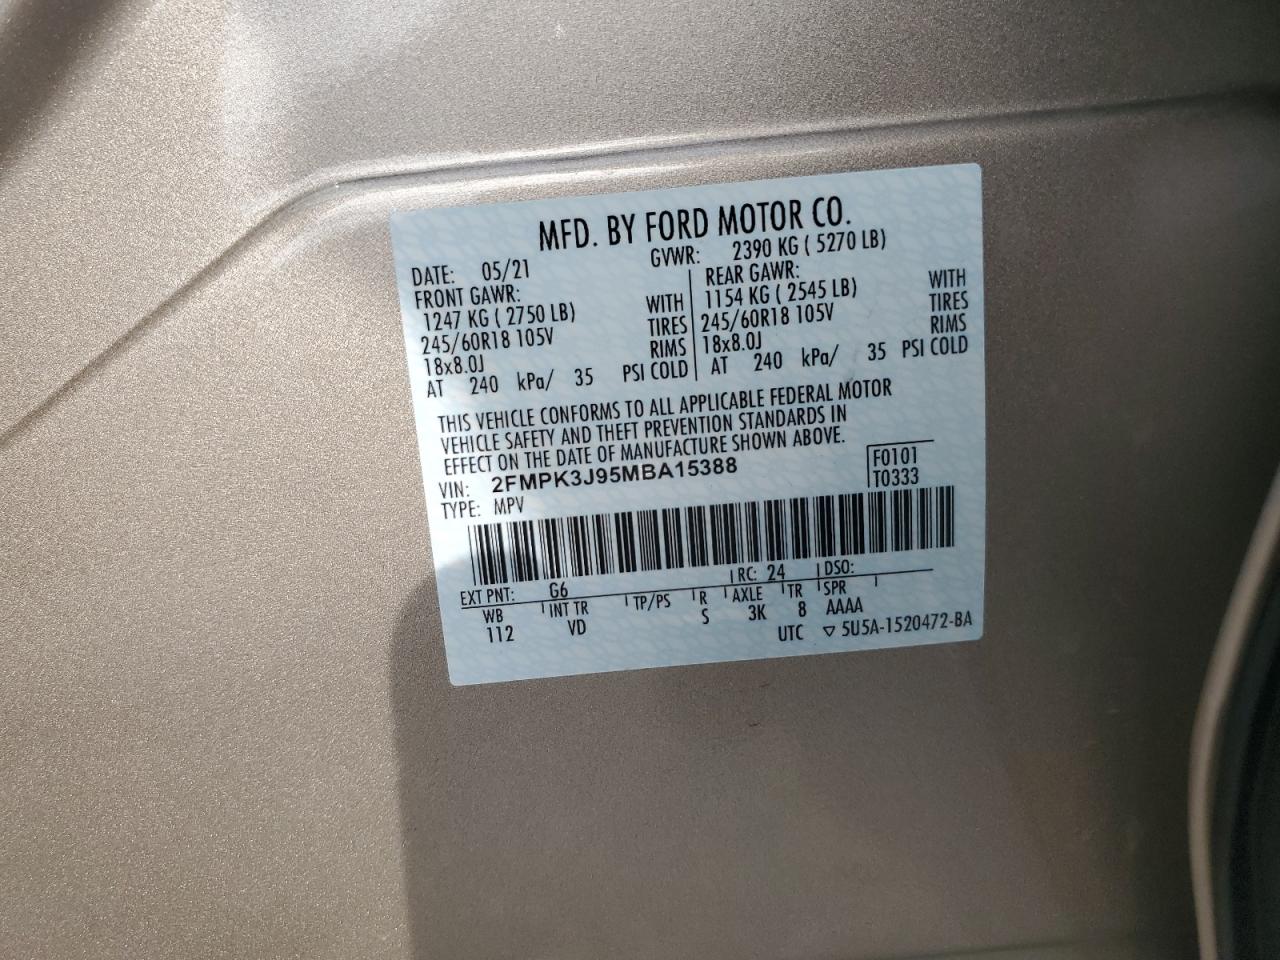 MFD. BY FORD MOTOR CO.
DATE: 05/21 GVWR: 2390 KG ( 5270 LB)
FRONT GAWR:
1247 KG ( 2750 LB) WITH
245/60R18 105V TIRES
18x8.0J RIMS
AT 240 kPa/ 35 PSI COLD
REAR GAWR:
1154 KG ( 2545 LB) WITH
245/60R18 105V TIRES
18x8.0J RIMS
AT 240 kPa/ 35 PSI COLD
THIS VEHICLE CONFORMS TO ALL APPLICABLE FEDERAL MOTOR
VEHICLE SAFETY AND THEFT PREVENTION STANDARDS IN
EFFECT ON THE DATE OF MANUFACTURE SHOWN ABOVE.
VIN: 2FMPK3J95MBA15388
TYPE: MPV
F0101
T0333
EXT PNT: G6 RC: 24 DSO:
WB INT TR TP/PS R AXLE TR SPR
112 VD S 3K 8 AAAA
UTC ▽ 5U5A-1520472-BA